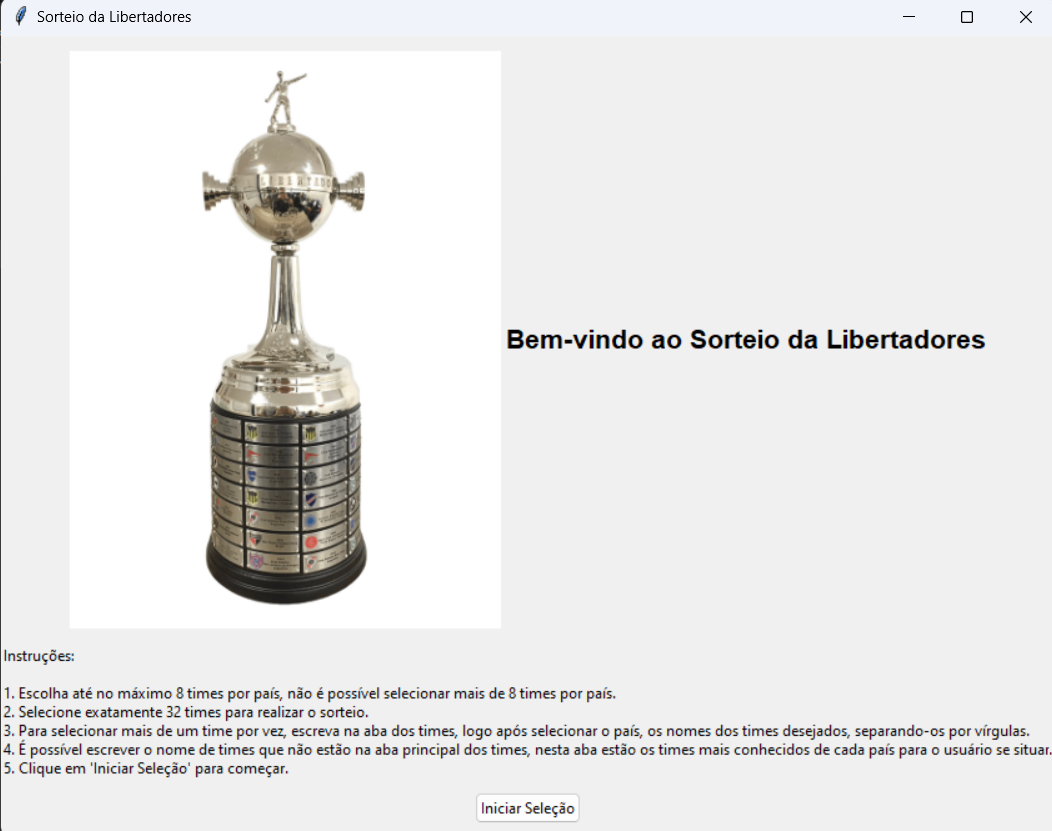 Sorteio da Libertadores
Bem-vindo ao Sorteio da Libertadores
Instruções:
1. Escolha até no máximo 8 times por país, não é possível selecionar mais de 8 times por país.
2. Selecione exatamente 32 times para realizar o sorteio.
3. Para selecionar mais de um time por vez, escreva na aba dos times, logo após selecionar o país, os nomes dos times desejados, separando-os por vírgulas.
4. É possível escrever o nome de times que não estão na aba principal dos times, nesta aba estão os times mais conhecidos de cada país para o usuário se situar.
5. Clique em 'Iniciar Seleção' para começar.
Iniciar Seleção